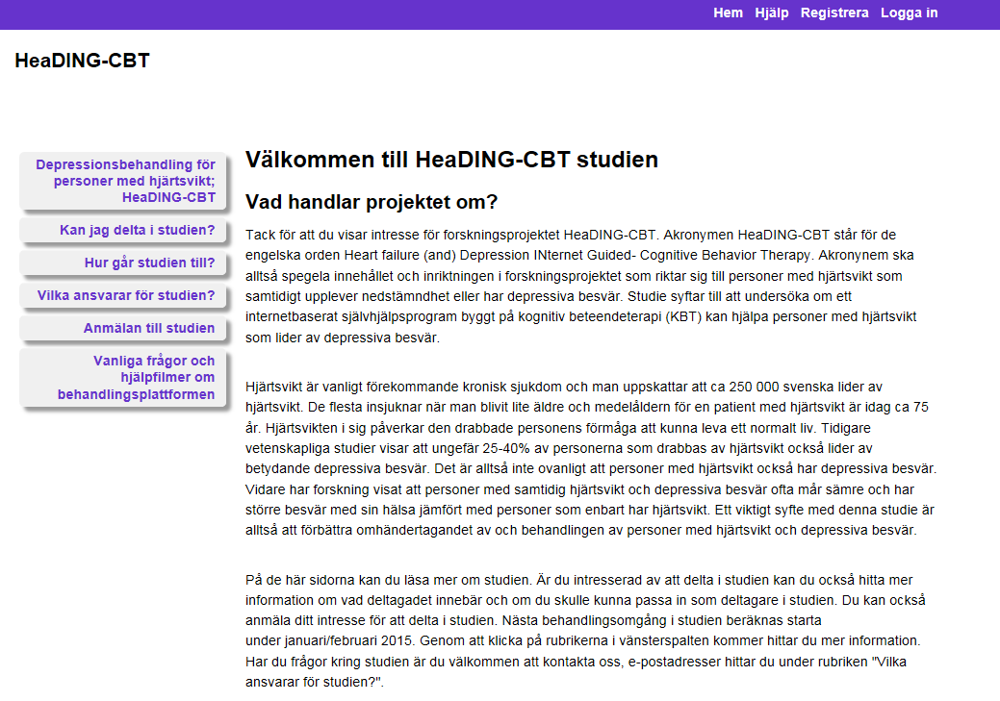 Hem Hjälp Registrera Logga in
HeaDING-CBT
Depressionsbehandling för
personer med hjärtsvikt;
HeaDING-CBT
Kan jag delta i studien?
Hur går studien till?
Vilka ansvarar för studien?
Anmälan till studien
Vanliga frågor och
hjälpfilmer om
behandlingsplattformen
Välkommen till HeaDING-CBT studien
Vad handlar projektet om?
Tack för att du visar intresse för forskningsprojektet HeaDING-CBT. Akronymen HeaDING-CBT står för de
engelska orden Heart failure (and) Depression INternet Guided- Cognitive Behavior Therapy. Akronynem ska
alltså spegela innehållet och inriktningen i forskningsprojektet som riktar sig till personer med hjärtsvikt som
samtidigt upplever nedstämndhet eller har depressiva besvär. Studie syftar till att undersöka om ett
internetbaserat självhjälpsprogram byggt på kognitiv beteendeterapi (KBT) kan hjälpa personer med hjärtsvikt
som lider av depressiva besvär.
Hjärtsvikt är vanligt förekommande kronisk sjukdom och man uppskattar att ca 250 000 svenska lider av
hjärtsvikt. De flesta insjuknar när man blivit lite äldre och medelåldern för en patient med hjärtsvikt är idag ca 75
år. Hjärtsvikten i sig påverkar den drabbade personens förmåga att kunna leva ett normalt liv. Tidigare
vetenskapliga studier visar att ungefär 25-40% av personerna som drabbas av hjärtsvikt också lider av
betydande depressiva besvär. Det är alltså inte ovanligt att personer med hjärtsvikt också har depressiva besvär.
Vidare har forskning visat att personer med samtidig hjärtsvikt och depressiva besvär ofta mår sämre och har
större besvär med sin hälsa jämfört med personer som enbart har hjärtsvikt. Ett viktigt syfte med denna studie är
alltså att förbättra omhändertagandet av och behandlingen av personer med hjärtsvikt och depressiva besvär.
På de här sidorna kan du läsa mer om studien. Är du intresserad av att delta i studien kan du också hitta mer
information om vad deltagadet innebär och om du skulle kunna passa in som deltagare i studien. Du kan också
anmäla ditt intresse för att delta i studien. Nästa behandlingsomgång i studien beräknas starta
under januari/februari 2015. Genom att klicka på rubrikerna i vänsterspalten kommer hittar du mer information.
Har du frågor kring studien är du välkommen att kontakta oss, e-postadresser hittar du under rubriken "Vilka
ansvarar för studien?".